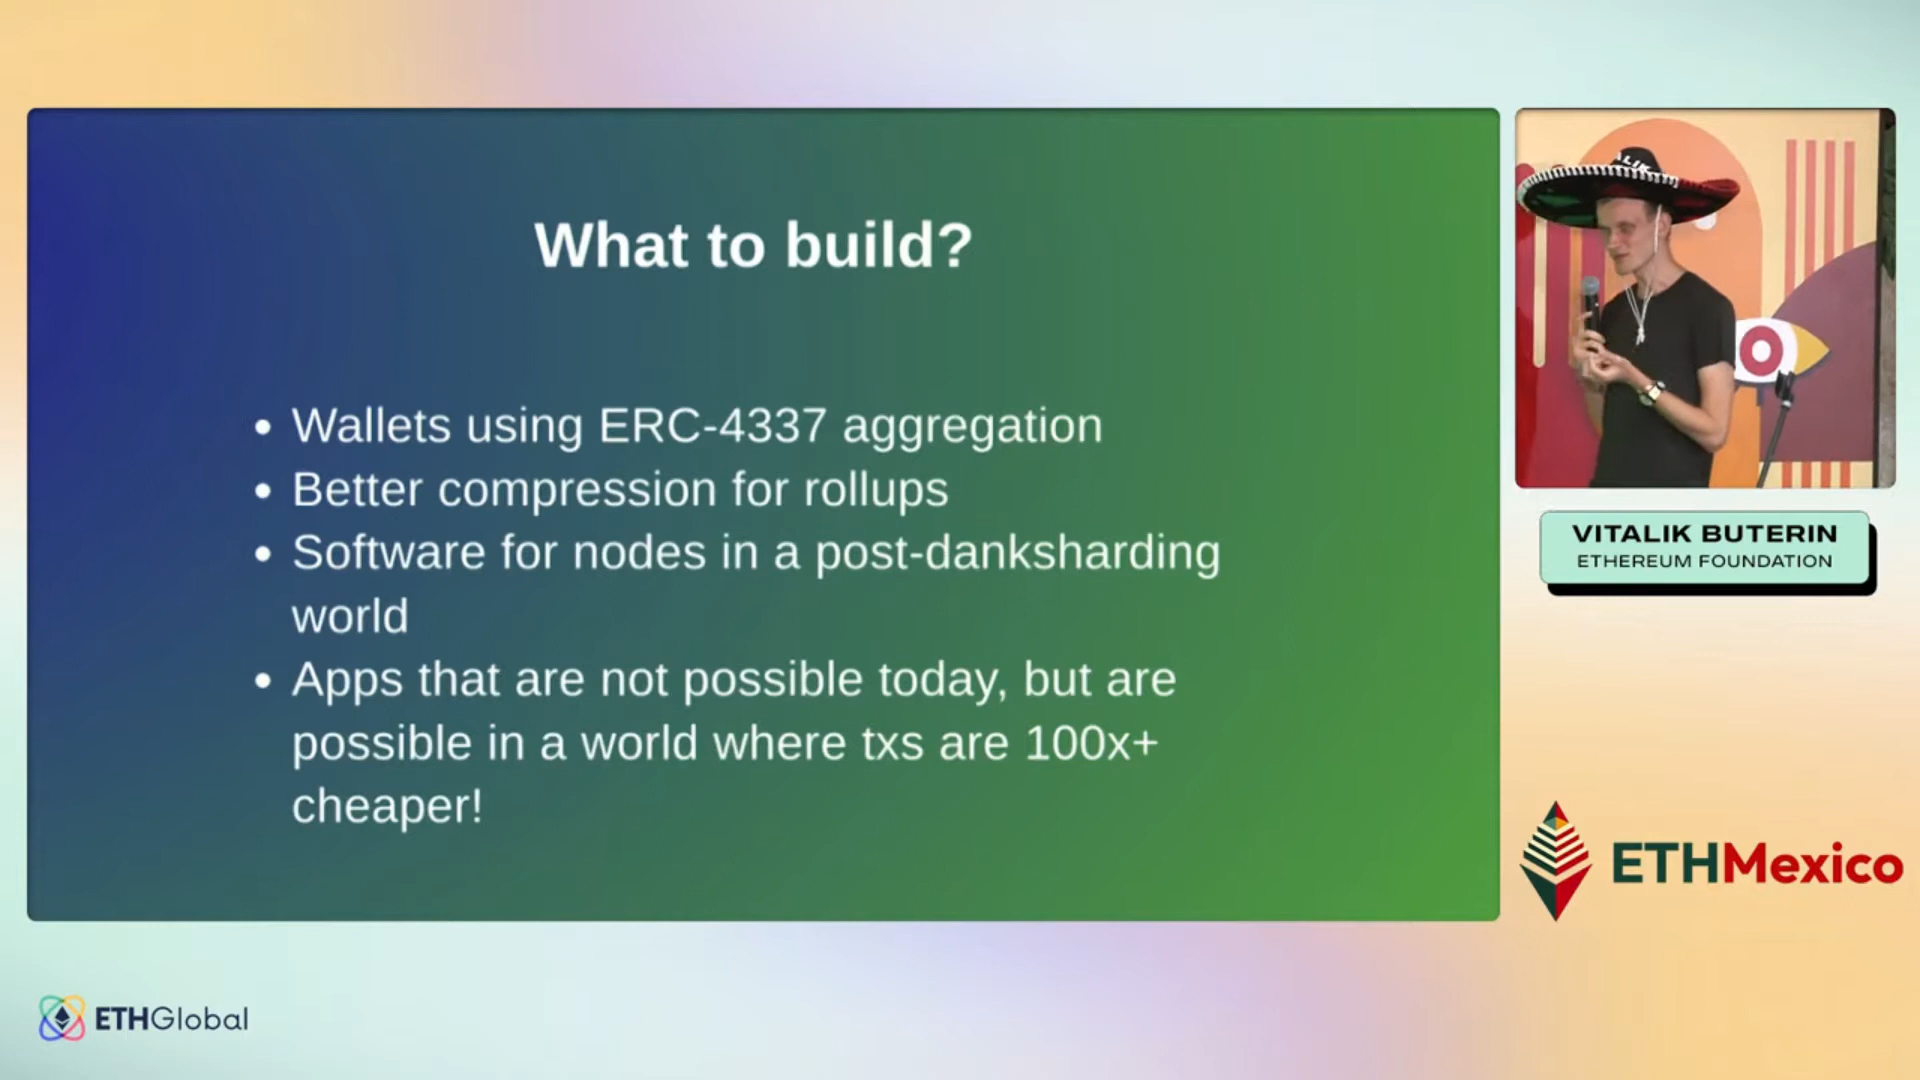 What to build?
• Wallets using ERC-4337 aggregation
• Better compression for rollups
• Software for nodes in a post-danksharding
world
• Apps that are not possible today, but are
possible in a world where txs are 100x+
cheaper!
ALIK
VITALIK BUTERIN
ETHEREUM FOUNDATION
ETHMexico
ETHGlobal